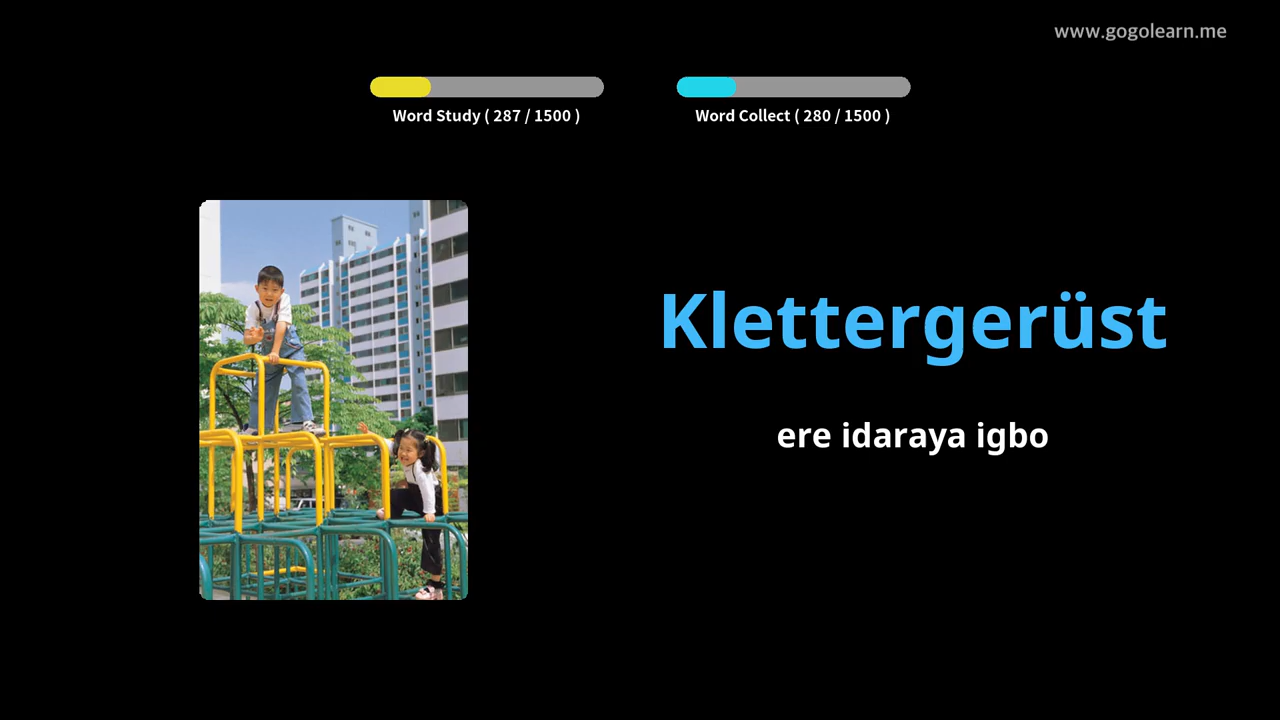 www.gogolearn.me
Word Study ( 287 / 1500 )
Word Collect ( 280 / 1500 )
Klettergerüst
ere idaraya igbo